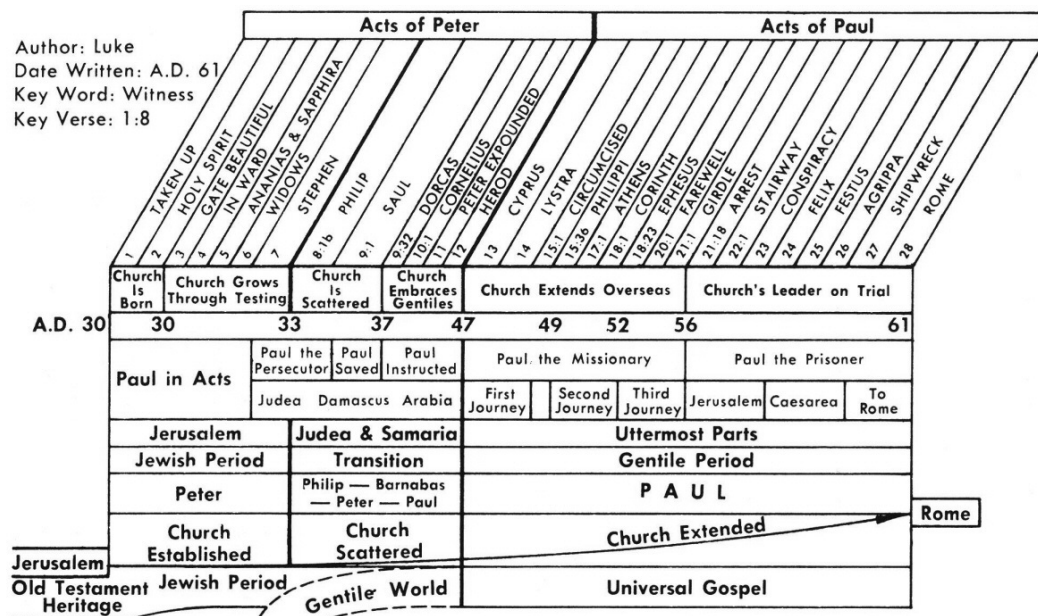 Acts of Peter
Acts of Paul
Author: Luke
Date Written: A.D. 61
Key Word: Witness
Key Verse: 1:8
TAKEN UP
HOLY SPIRIT
GATE BEAUTIFUL
IN WARD
ANANIAS & SAPPHIRA
WIDOWS
STEPHEN
PHILIP
SAUL
DORCAS
CORNELIUS
PETER EXPOUNDED
HEROD
CYPRUS
LYSTRA
CIRCUMCISED
PHILIPPI
ATHENS
CORINTH
EPHESUS
FAREWELL
GIRDLE
ARREST
STAIRWAY
CONSPIRACY
FELIX
FESTUS
AGRIPPA
SHIPWRECK
ROME
1 2 3 4 5 6 7 8:1b 9:1 9:32 10:1 11 12 13 14 15:1 15:36 17:1 18:1 18:23 20:1 21:1 21:18 22:1 23 24 25 26 27 28
Church Is Born
Church Grows Through Testing
Church Is Scattered
Church Embraces Gentiles
Church Extends Overseas
Church's Leader on Trial
A.D. 30 30 33 37 47 49 52 56 61
Paul in Acts
Paul the Persecutor
Paul Saved
Paul Instructed
Paul the Missionary
Paul the Prisoner
Judea Damascus Arabia
First Journey
Second Journey
Third Journey
Jerusalem
Caesarea
To Rome
Jerusalem
Judea & Samaria
Uttermost Parts
Jewish Period
Transition
Gentile Period
Peter
Philip — Barnabas
— Peter — Paul
PAUL
Church Established
Church Scattered
Church Extended
Rome
Jerusalem
Old Testament Heritage
Jewish Period
Gentile World
Universal Gospel